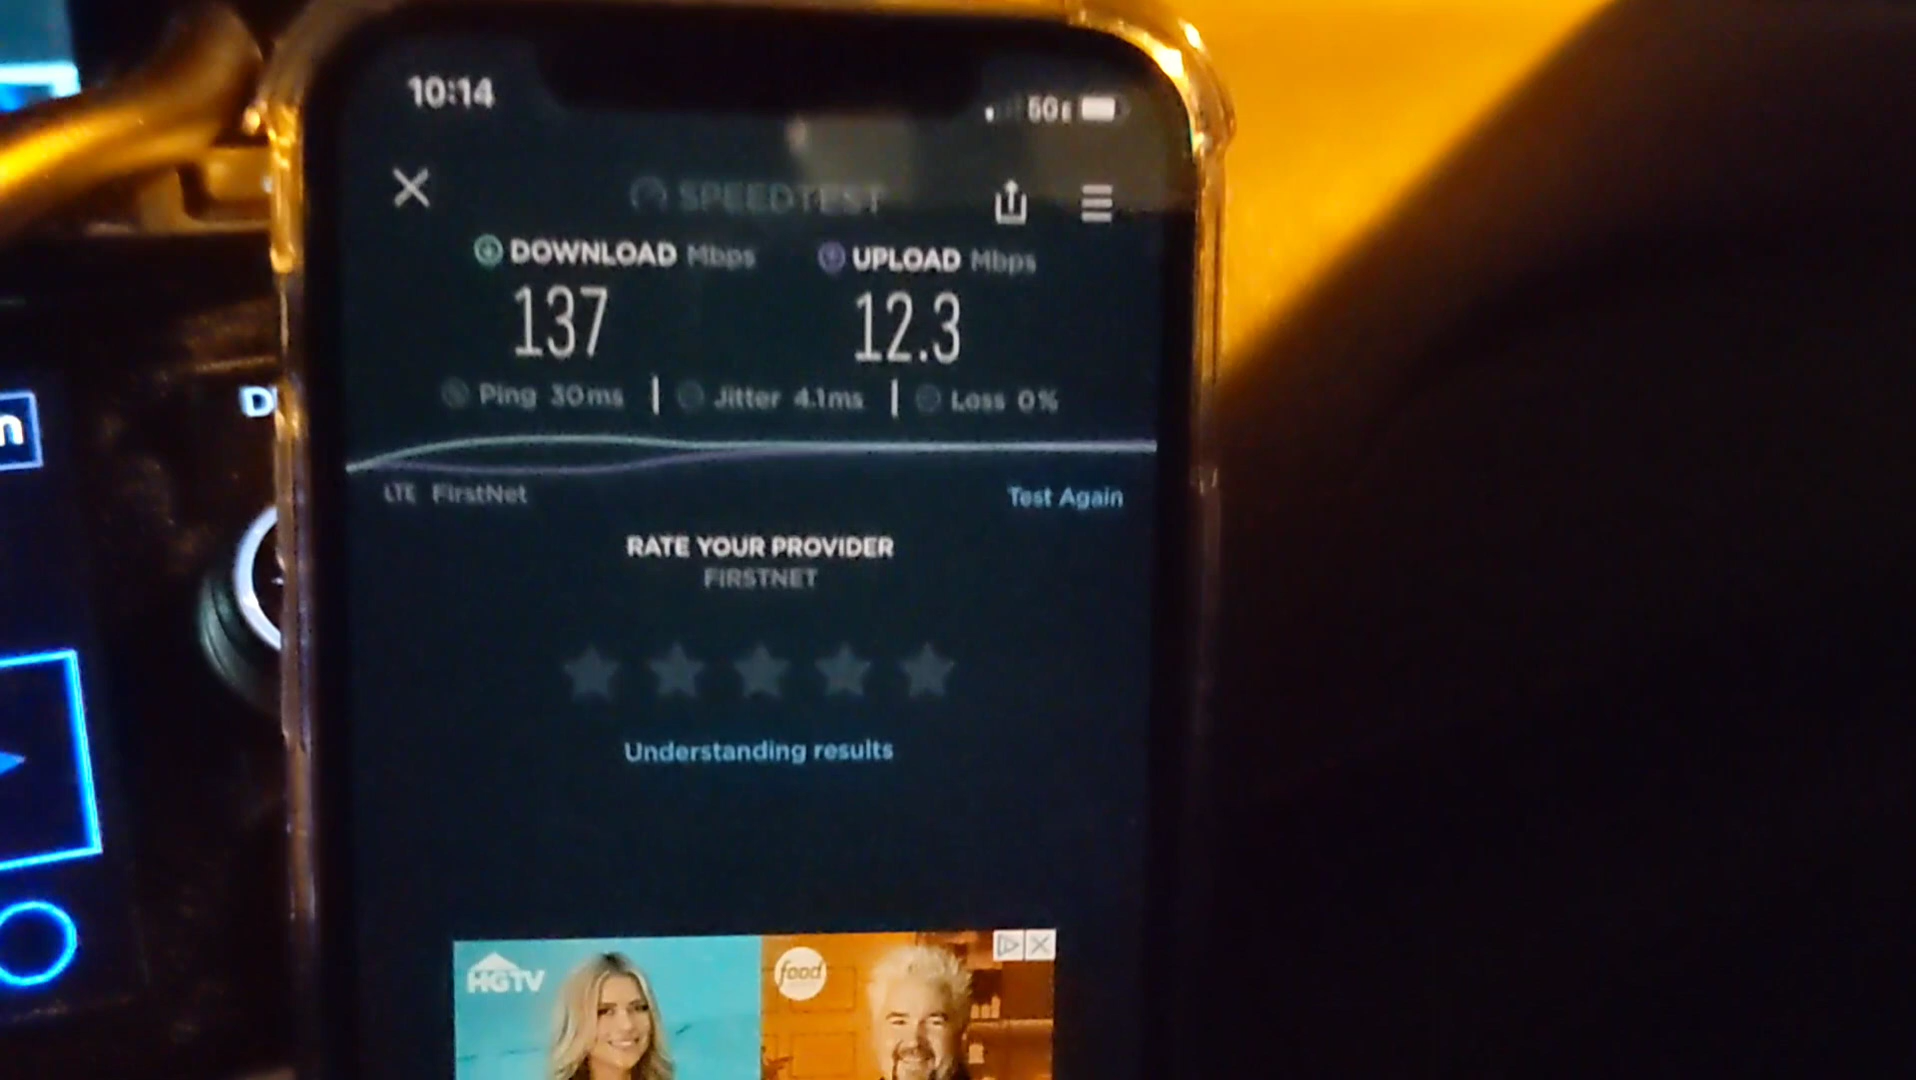 10:14
5GE
SPEEDTEST
DOWNLOAD Mbps
137
UPLOAD Mbps
12.3
Ping 30ms | Jitter 4.1ms | Loss 0%
LTE FirstNet
Test Again
RATE YOUR PROVIDER
FIRSTNET
Understanding results
HGTV
food